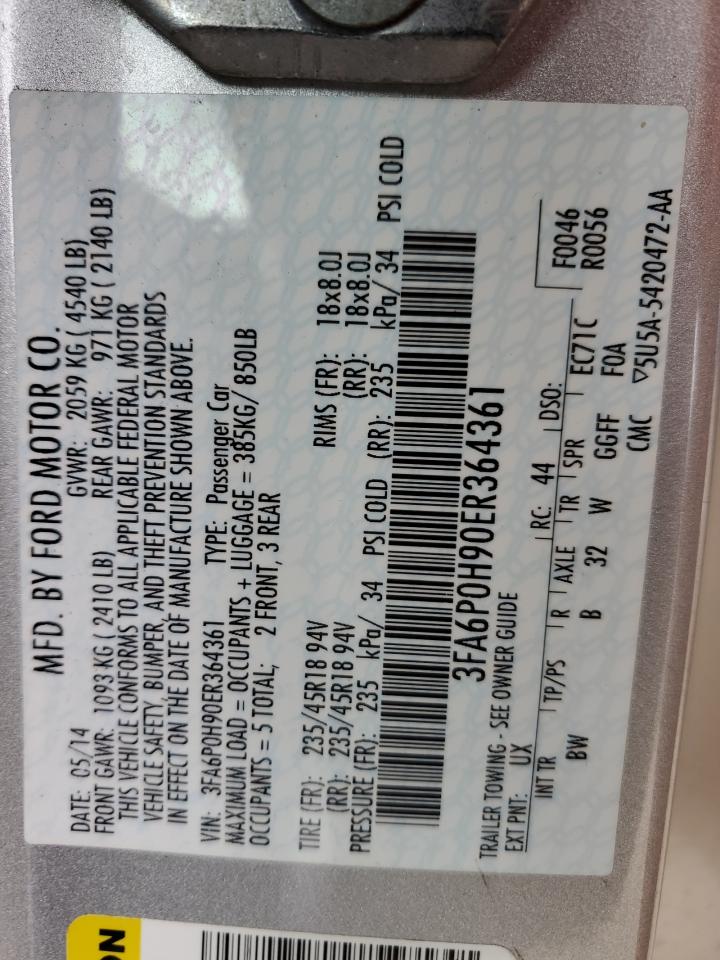 MFD. BY FORD MOTOR CO.
DATE: 05/14 GVWR: 2059 KG ( 4540 LB)
FRONT GAWR: 1093 KG ( 2410 LB) REAR GAWR: 971 KG ( 2140 LB)
THIS VEHICLE CONFORMS TO ALL APPLICABLE FEDERAL MOTOR
VEHICLE SAFETY, BUMPER, AND THEFT PREVENTION STANDARDS
IN EFFECT ON THE DATE OF MANUFACTURE SHOWN ABOVE.
VIN: 3FA6P0H90ER364361 TYPE: Passenger Car
MAXIMUM LOAD = OCCUPANTS + LUGGAGE = 385KG/ 850LB
OCCUPANTS = 5 TOTAL; 2 FRONT, 3 REAR
TIRE (FR): 235/45R18 94V RIMS (FR): 18x8.0J
(RR): 235/45R18 94V (RR): 18x8.0J
PRESSURE (FR): 235 kPa/ 34 PSI COLD (RR): 235 kPa/ 34 PSI COLD
3FA6P0H90ER364361
TRAILER TOWING - SEE OWNER GUIDE
EXT PNT: UX RC: 44 DSO: F0046
R0056
INT TR TP/PS R AXLE TR SPR EC71C
BW B 32 W GGFF FOA
CMC ▽5U5A-5420472-AA
ON